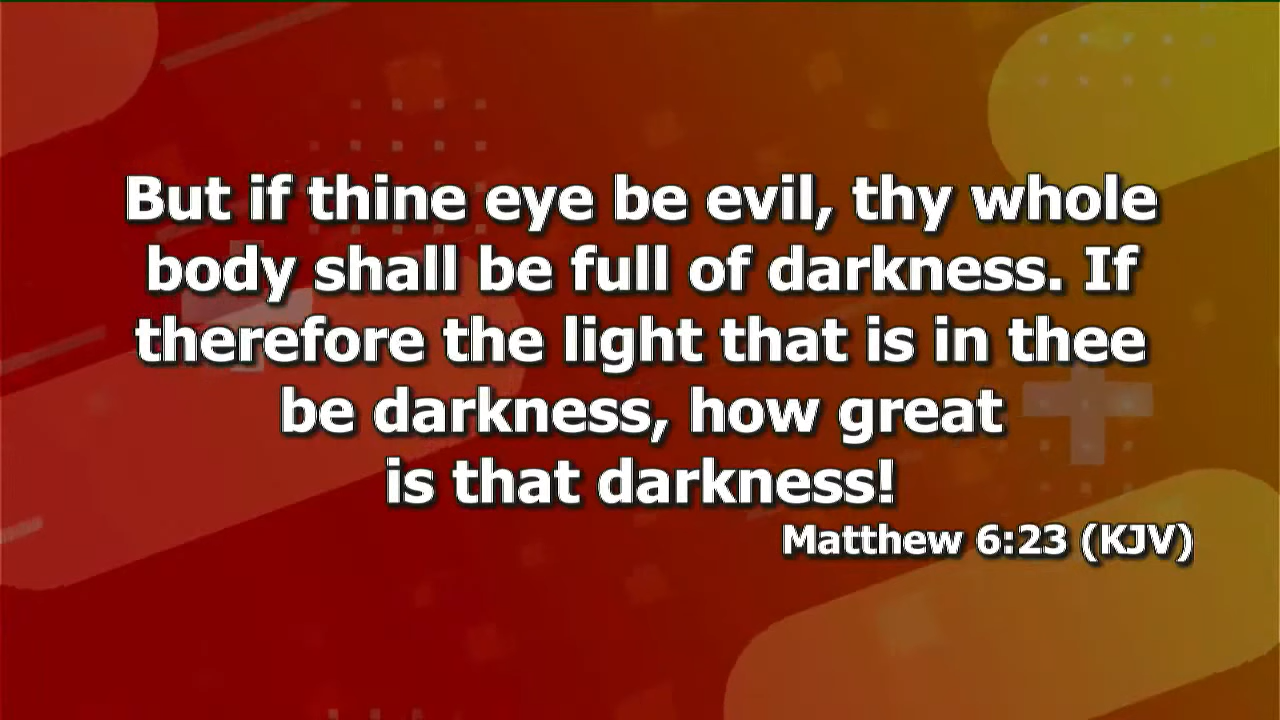 But if thine eye be evil, thy whole
body shall be full of darkness. If
therefore the light that is in thee
be darkness, how great
is that darkness!
Matthew 6:23 (KJV)